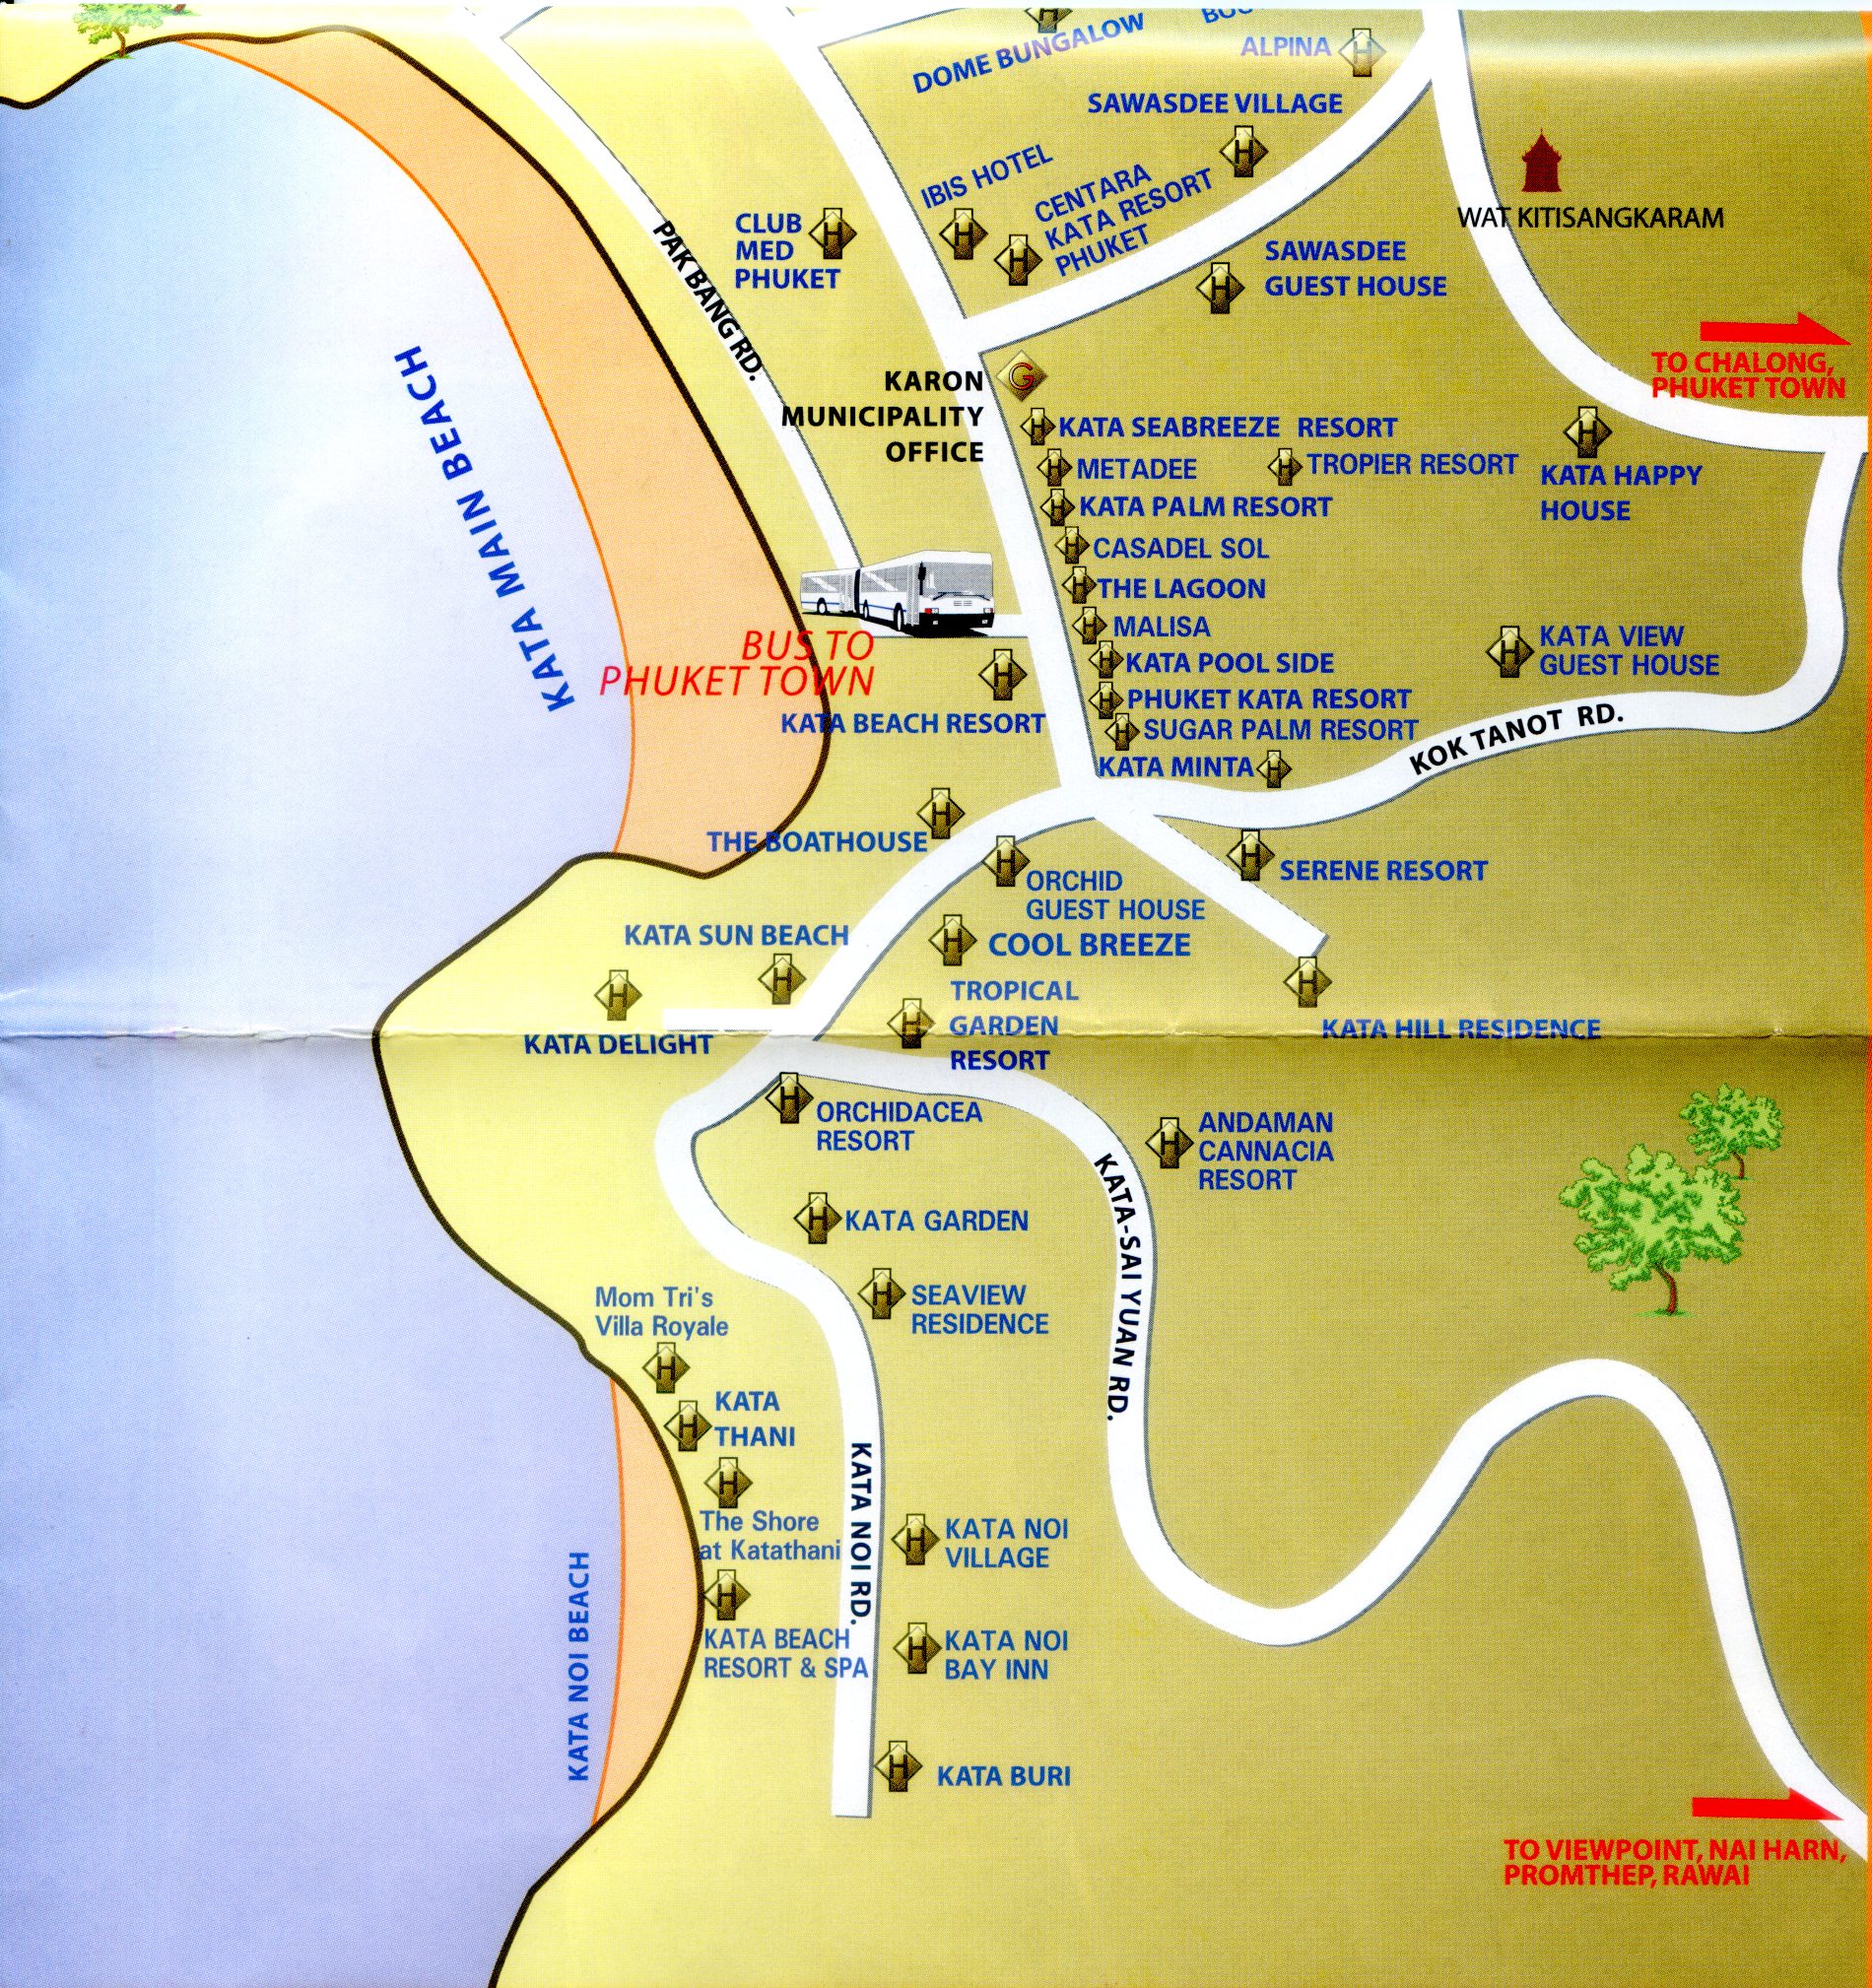 DOME BUNGALOW
ALPINA
SAWASDEE VILLAGE
IBIS HOTEL
CENTARA
KATA RESORT
PHUKET
WAT KITISANGKARAM
CLUB
MED
PHUKET
PAK BANG RD.
SAWASDEE
GUEST HOUSE
TO CHALONG,
PHUKET TOWN
KATA MAIN BEACH
KARON
MUNICIPALITY
OFFICE
G
KATA SEABREEZE RESORT
METADEE
TROPIER RESORT
KATA HAPPY
HOUSE
KATA PALM RESORT
CASADEL SOL
THE LAGOON
MALISA
KATA VIEW
GUEST HOUSE
BUS TO
PHUKET TOWN
KATA POOL SIDE
PHUKET KATA RESORT
KATA BEACH RESORT
SUGAR PALM RESORT
KOK TANOT RD.
KATA MINTA
THE BOATHOUSE
SERENE RESORT
ORCHID
GUEST HOUSE
KATA SUN BEACH
COOL BREEZE
TROPICAL
GARDEN
RESORT
KATA HILL RESIDENCE
KATA DELIGHT
ORCHIDACEA
RESORT
ANDAMAN
CANNACIA
RESORT
KATA-SAI YUAN RD.
KATA GARDEN
SEAVIEW
RESIDENCE
Mom Tri's
Villa Royale
KATA
THANI
KATA NOI RD.
The Shore
at Katathani
KATA NOI
VILLAGE
KATA NOI BEACH
KATA BEACH
RESORT & SPA
KATA NOI
BAY INN
KATA BURI
TO VIEWPOINT, NAI HARN,
PROMTHEP, RAWAI